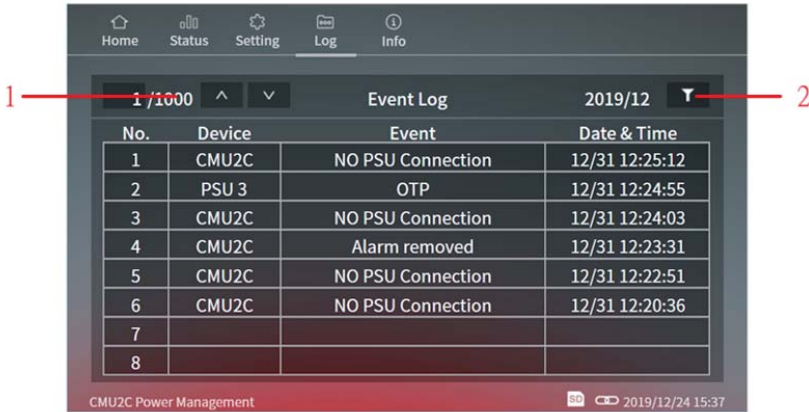 Home Status Setting Log Info
1 1/1000 Event Log 2019/12 2
No. Device Event Date & Time
1 CMU2C NO PSU Connection 12/31 12:25:12
2 PSU 3 OTP 12/31 12:24:55
3 CMU2C NO PSU Connection 12/31 12:24:03
4 CMU2C Alarm removed 12/31 12:23:31
5 CMU2C NO PSU Connection 12/31 12:22:51
6 CMU2C NO PSU Connection 12/31 12:20:36
7
8
CMU2C Power Management SD 2019/12/24 15:37